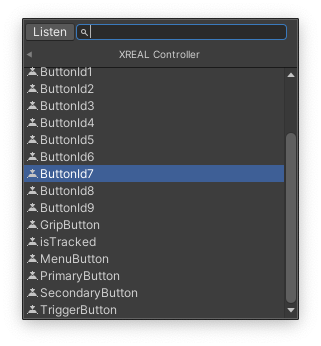 Listen
XREAL Controller
ButtonId1
ButtonId2
ButtonId3
ButtonId4
ButtonId5
ButtonId6
ButtonId7
ButtonId8
ButtonId9
GripButton
isTracked
MenuButton
PrimaryButton
SecondaryButton
TriggerButton